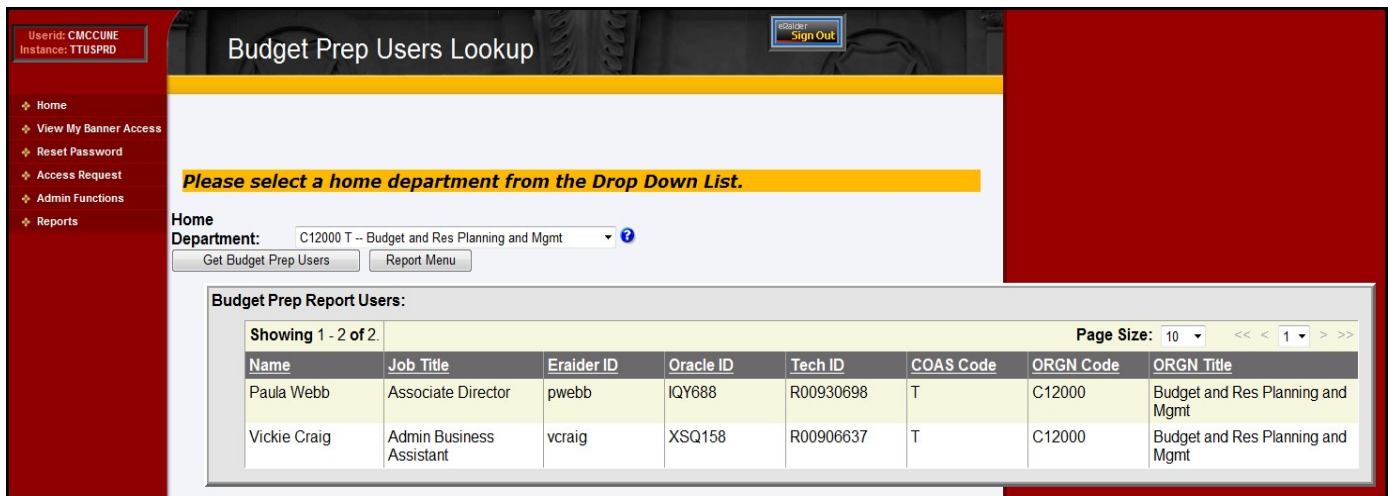 Userid: CMCCUNE
Instance: TTUSPRD
Budget Prep Users Lookup
eRaider
Sign Out
Home
View My Banner Access
Reset Password
Access Request
Admin Functions
Reports
Please select a home department from the Drop Down List.
Home
Department: C12000 T -- Budget and Res Planning and Mgmt ?
Get Budget Prep Users Report Menu
Budget Prep Report Users:
Showing 1 - 2 of 2. Page Size: 10 << < 1 > >>
Name Job Title Eraider ID Oracle ID Tech ID COAS Code ORGN Code ORGN Title
Paula Webb Associate Director pwebb IQY688 R00930698 T C12000 Budget and Res Planning and
Mgmt
Vickie Craig Admin Business vcraig XSQ158 R00906637 T C12000 Budget and Res Planning and
Assistant Mgmt